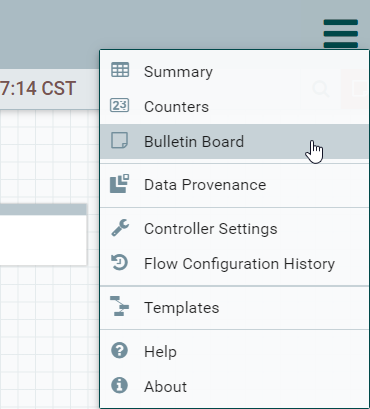 7:14 CST
Summary
Counters
Bulletin Board
Data Provenance
Controller Settings
Flow Configuration History
Templates
Help
About